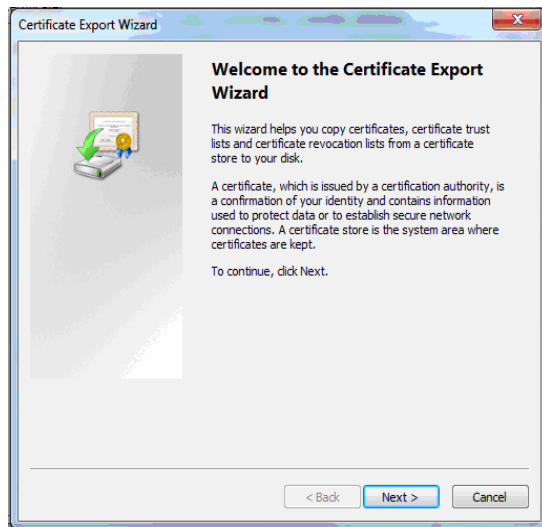 Certificate Export Wizard
Welcome to the Certificate Export
Wizard
This wizard helps you copy certificates, certificate trust
lists and certificate revocation lists from a certificate
store to your disk.
A certificate, which is issued by a certification authority, is
a confirmation of your identity and contains information
used to protect data or to establish secure network
connections. A certificate store is the system area where
certificates are kept.
To continue, click Next.
< Back
Next >
Cancel